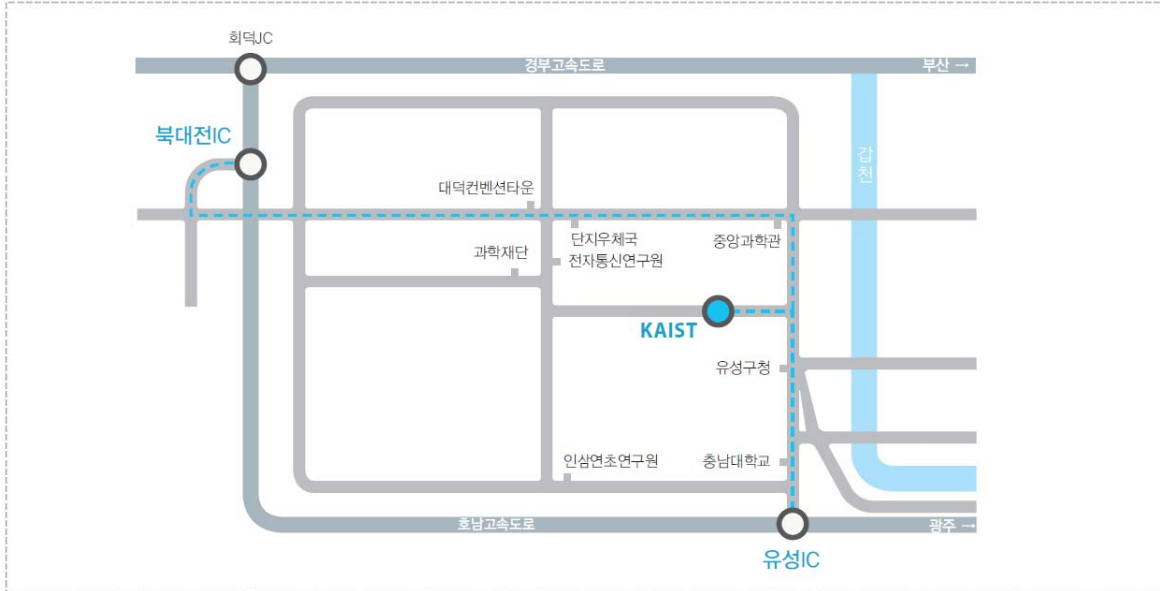 회덕JC
경부고속도로
부산 →
북대전IC
갑천
대덕컨벤션타운
단지우체국
중앙과학관
과학재단
전자통신연구원
KAIST
유성구청
인삼연초연구원
충남대학교
호남고속도로
광주 →
유성IC